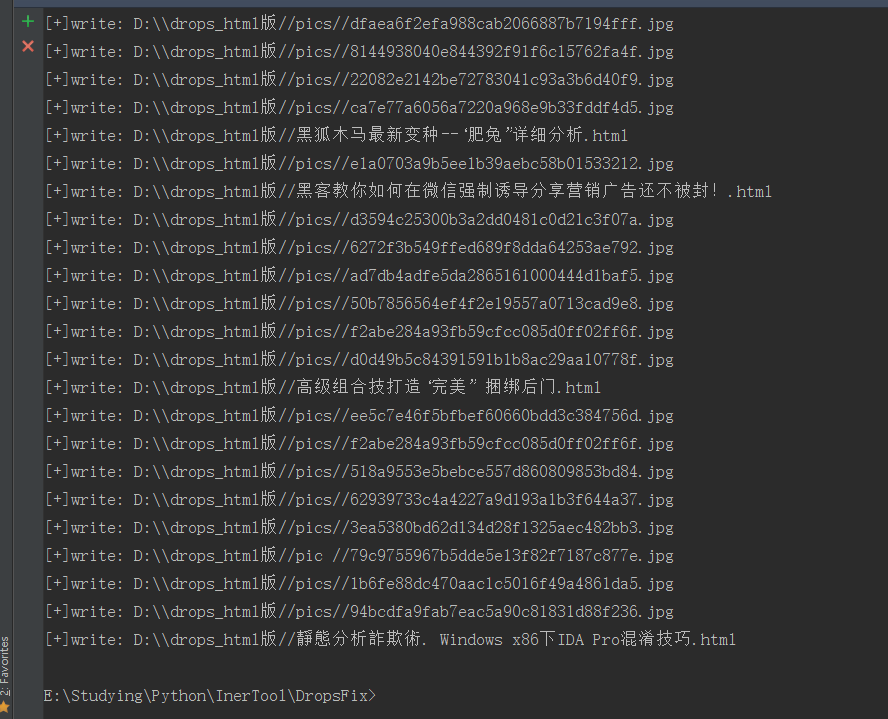 [+]write: D:\\drops_html版//pics//dfaea6f2efa988cab2066887b7194fff.jpg
[+]write: D:\\drops_html版//pics//8144938040e844392f91f6c15762fa4f.jpg
[+]write: D:\\drops_html版//pics//22082e2142be72783041c93a3b6d40f9.jpg
[+]write: D:\\drops_html版//pics//ca7e77a6056a7220a968e9b33fddf4d5.jpg
[+]write: D:\\drops_html版//黑狐木马最新变种--“肥兔”详细分析.html
[+]write: D:\\drops_html版//pics//e1a0703a9b5ee1b39aebc58b01533212.jpg
[+]write: D:\\drops_html版//黑客教你如何在微信强制诱导分享营销广告还不被封！.html
[+]write: D:\\drops_html版//pics//d3594c25300b3a2dd0481c0d21c3f07a.jpg
[+]write: D:\\drops_html版//pics//6272f3b549ffed689f8dda64253ae792.jpg
[+]write: D:\\drops_html版//pics//ad7db4adfe5da2865161000444d1baf5.jpg
[+]write: D:\\drops_html版//pics//50b7856564ef4f2e19557a0713cad9e8.jpg
[+]write: D:\\drops_html版//pics//f2abe284a93fb59cfcc085d0ff02ff6f.jpg
[+]write: D:\\drops_html版//pics//d0d49b5c84391591b1b8ac29aa10778f.jpg
[+]write: D:\\drops_html版//高级组合技打造“完美” 捆绑后门.html
[+]write: D:\\drops_html版//pics//ee5c7e46f5bfbef60660bdd3c384756d.jpg
[+]write: D:\\drops_html版//pics//f2abe284a93fb59cfcc085d0ff02ff6f.jpg
[+]write: D:\\drops_html版//pics//518a9553e5bebce557d860809853bd84.jpg
[+]write: D:\\drops_html版//pics//62939733c4a4227a9d193a1b3f644a37.jpg
[+]write: D:\\drops_html版//pics//3ea5380bd62d134d28f1325aec482bb3.jpg
[+]write: D:\\drops_html版//pic //79c9755967b5dde5e13f82f7187c877e.jpg
[+]write: D:\\drops_html版//pics//1b6fe88dc470aac1c5016f49a4861da5.jpg
[+]write: D:\\drops_html版//pics//94bcdfa9fab7eac5a90c81831d88f236.jpg
[+]write: D:\\drops_html版//靜態分析詐欺術. Windows x86下IDA Pro混淆技巧.html
E:\Studying\Python\InerTool\DropsFix>
2: Favorites